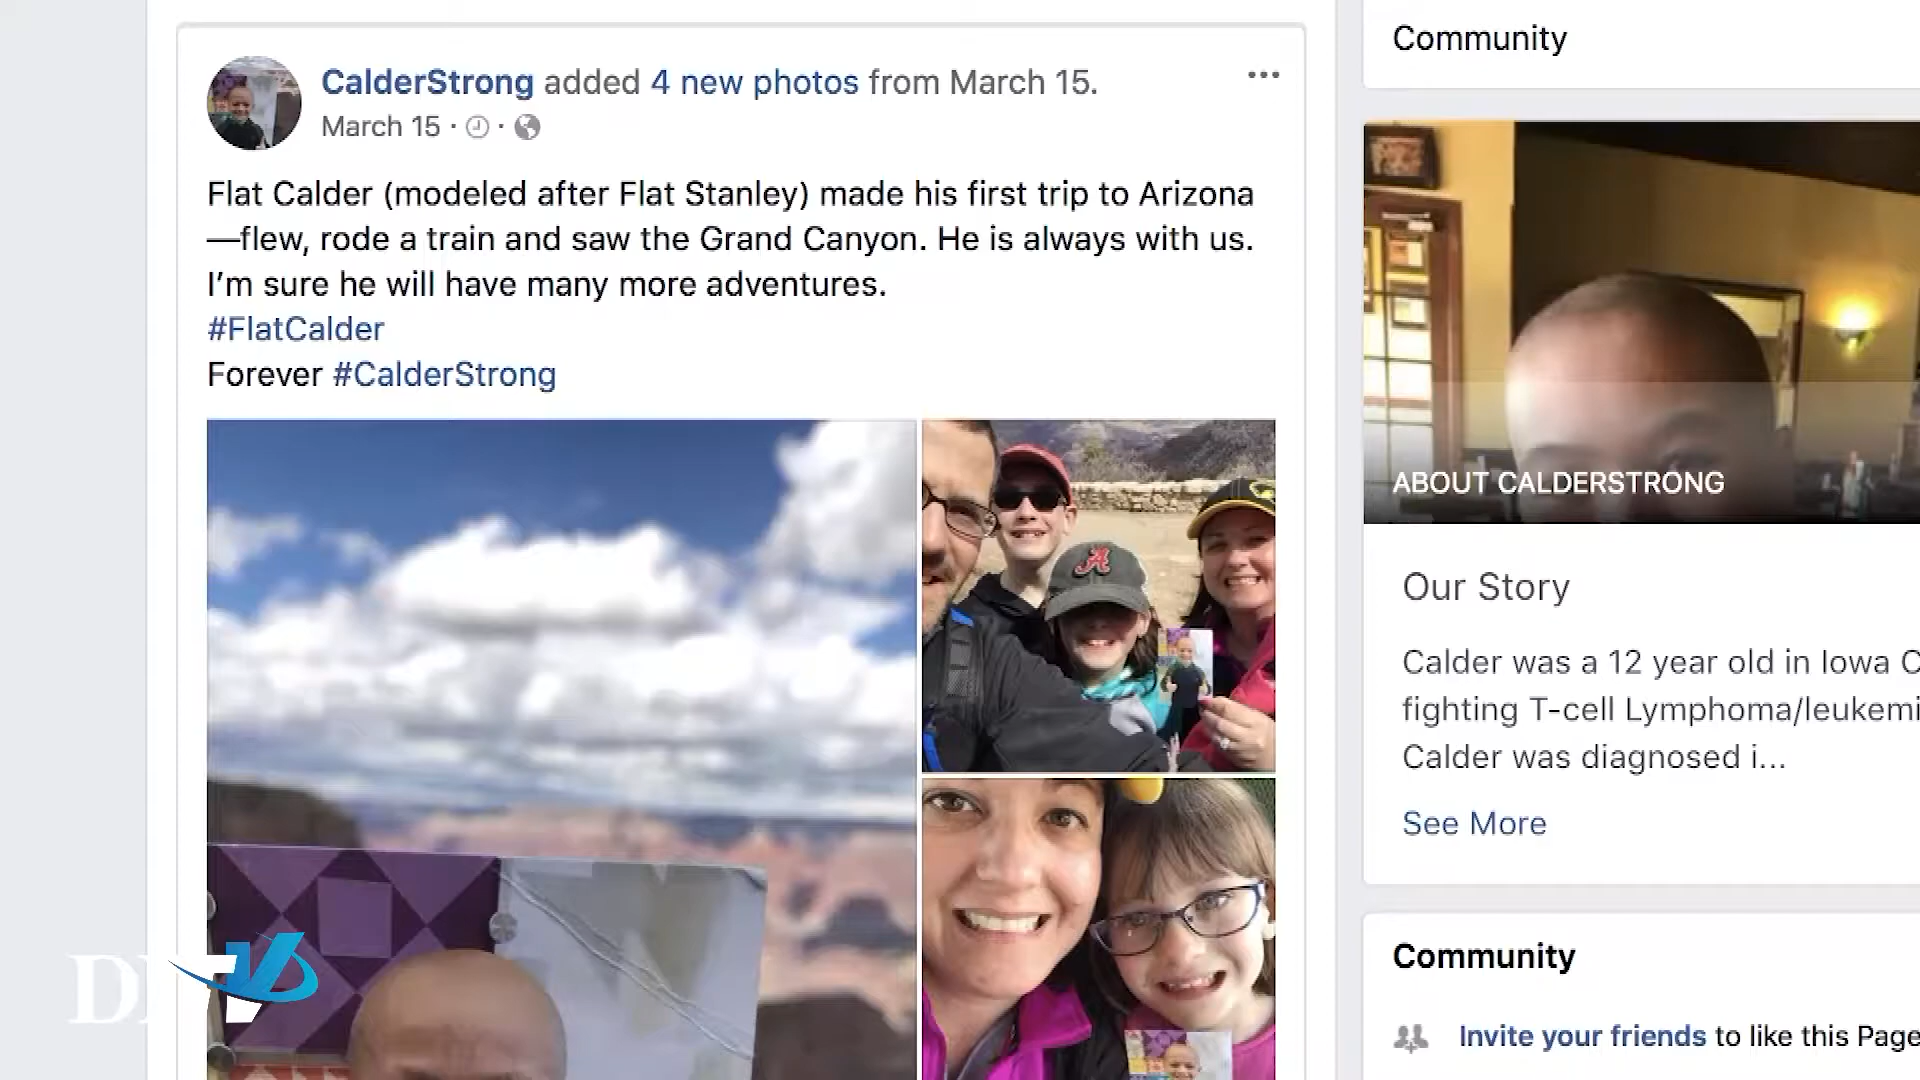 CalderStrong added 4 new photos from March 15.
March 15
Flat Calder (modeled after Flat Stanley) made his first trip to Arizona
—flew, rode a train and saw the Grand Canyon. He is always with us.
I'm sure he will have many more adventures.
#FlatCalder
Forever #CalderStrong
A
Community
ABOUT CALDERSTRONG
Our Story
Calder was a 12 year old in Iowa C
fighting T-cell Lymphoma/leukemi
Calder was diagnosed i...
See More
Community
Invite your friends to like this Page